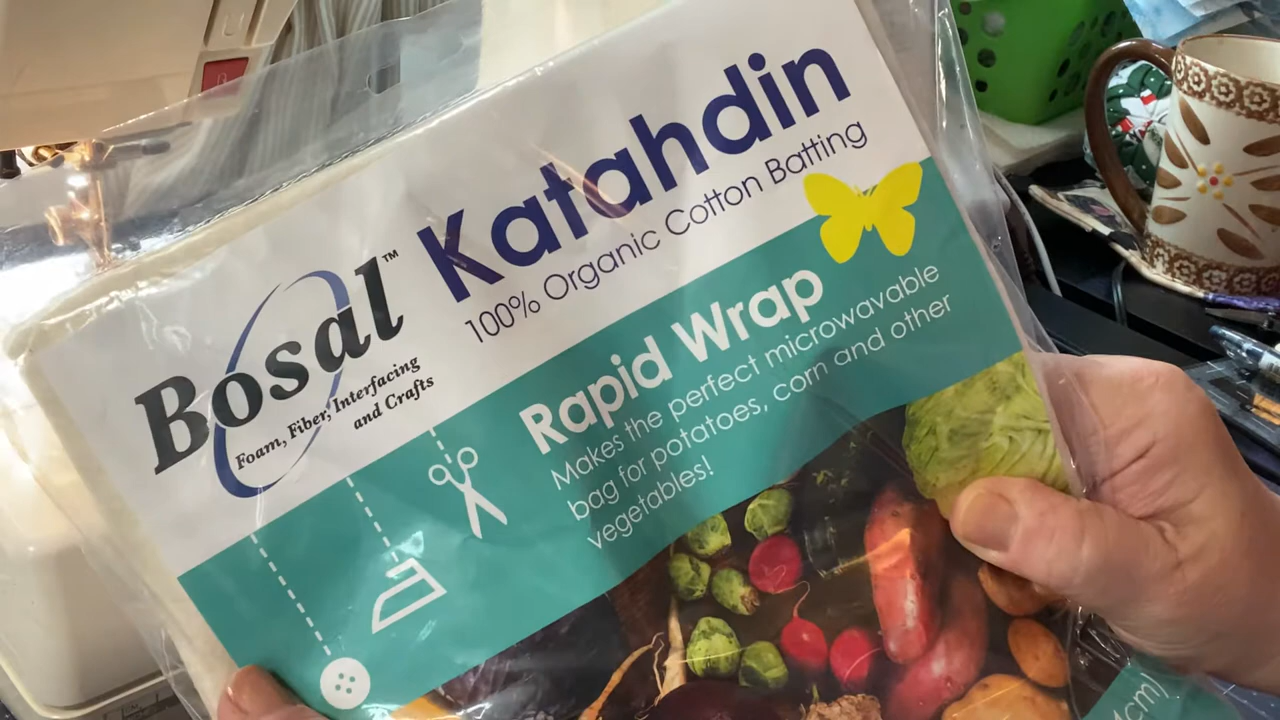 Katahdin
100% Organic Cotton Batting
Bosal™
Foam, Fiber, Interfacing
and Crafts
Rapid Wrap
Makes the perfect microwavable
bag for potatoes, corn and other
vegetables!
cm)